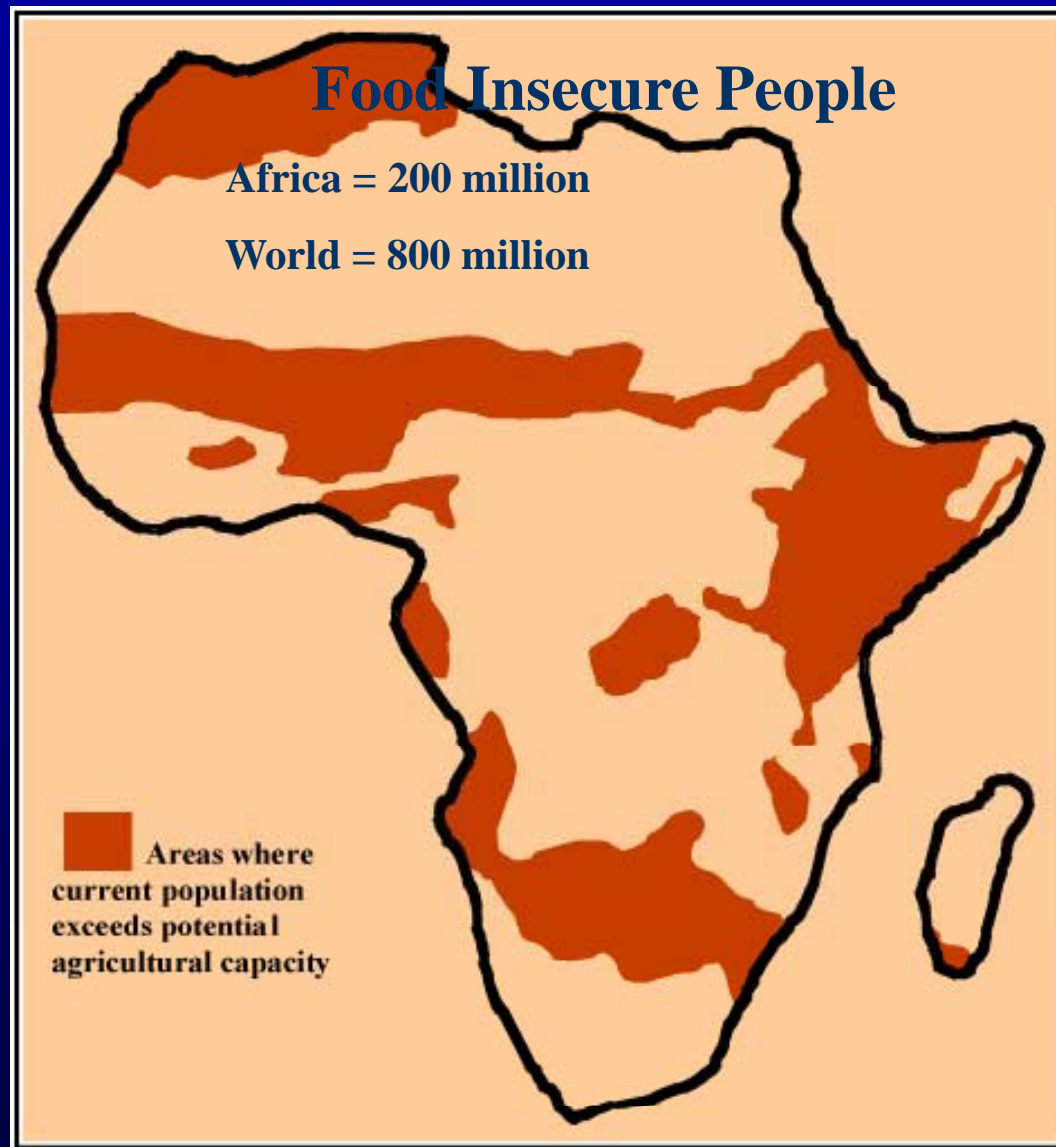 Food Insecure People
Africa = 200 million
World = 800 million
Areas where
current population
exceeds potential
agricultural capacity